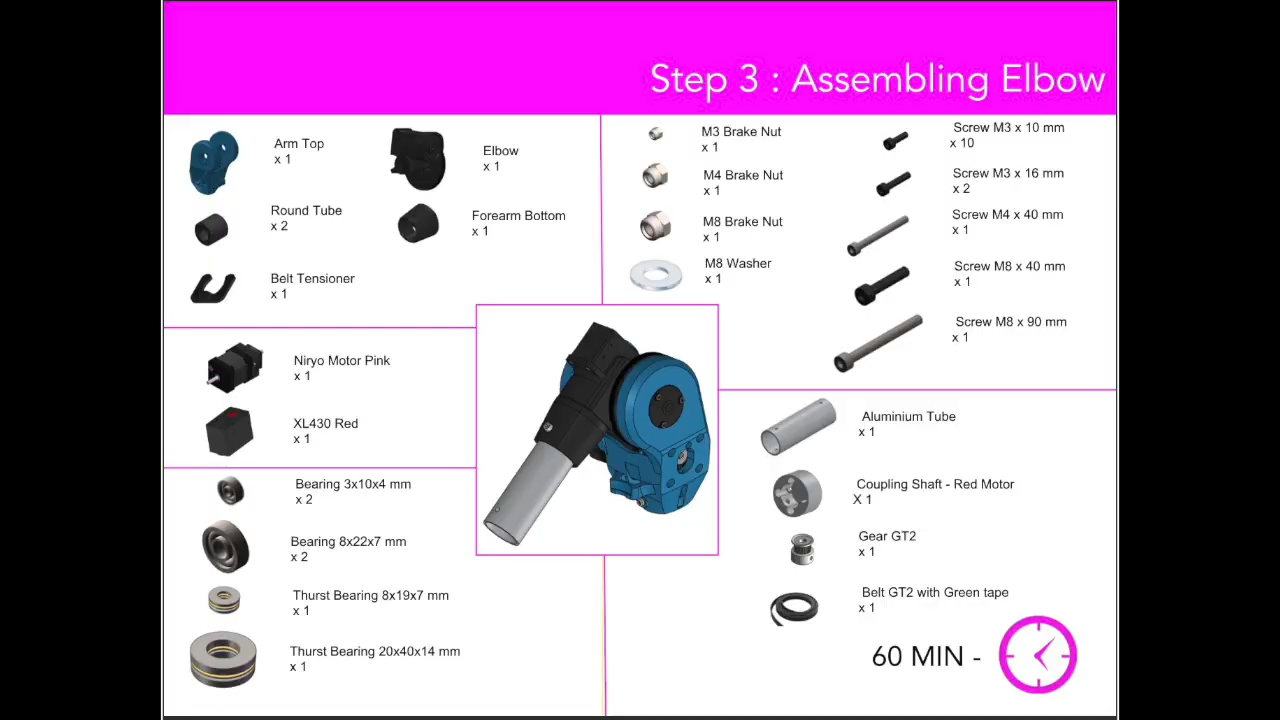 Step 3 : Assembling Elbow
Arm Top
x 1
Elbow
x 1
Round Tube
x 2
Forearm Bottom
x 1
Belt Tensioner
x 1
M3 Brake Nut
x 1
M4 Brake Nut
x 1
M8 Brake Nut
x 1
M8 Washer
x 1
Screw M3 x 10 mm
x 10
Screw M3 x 16 mm
x 2
Screw M4 x 40 mm
x 1
Screw M8 x 40 mm
x 1
Screw M8 x 90 mm
x 1
Niryo Motor Pink
x 1
XL430 Red
x 1
Bearing 3x10x4 mm
x 2
Bearing 8x22x7 mm
x 2
Thurst Bearing 8x19x7 mm
x 1
Thurst Bearing 20x40x14 mm
x 1
Aluminium Tube
x 1
Coupling Shaft - Red Motor
X 1
Gear GT2
x 1
Belt GT2 with Green tape
x 1
60 MIN -